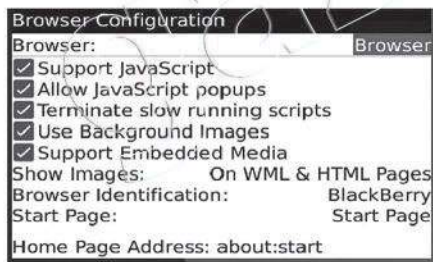 Browser Configuration
Browser: Browser
Support JavaScript
Allow JavaScript popups
Terminate slow running scripts
Use Background Images
Support Embedded Media
Show Images: On WML & HTML Pages
Browser Identification: BlackBerry
Start Page: Start Page
Home Page Address: about:start